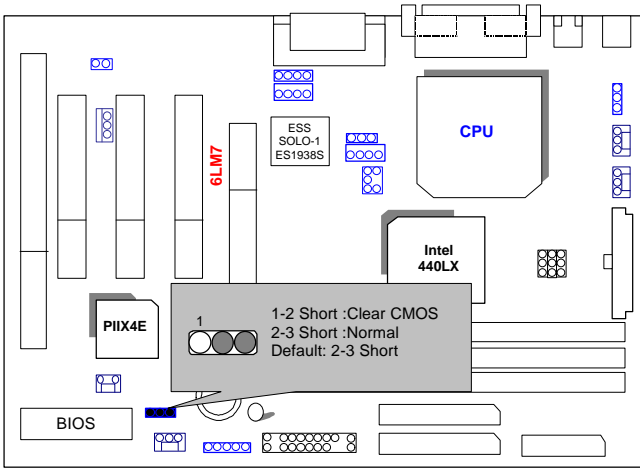 ESS
SOLO-1
ES1938S
CPU
6LM7
Intel
440LX
PIIX4E
1
1-2 Short :Clear CMOS
2-3 Short :Normal
Default: 2-3 Short
BIOS